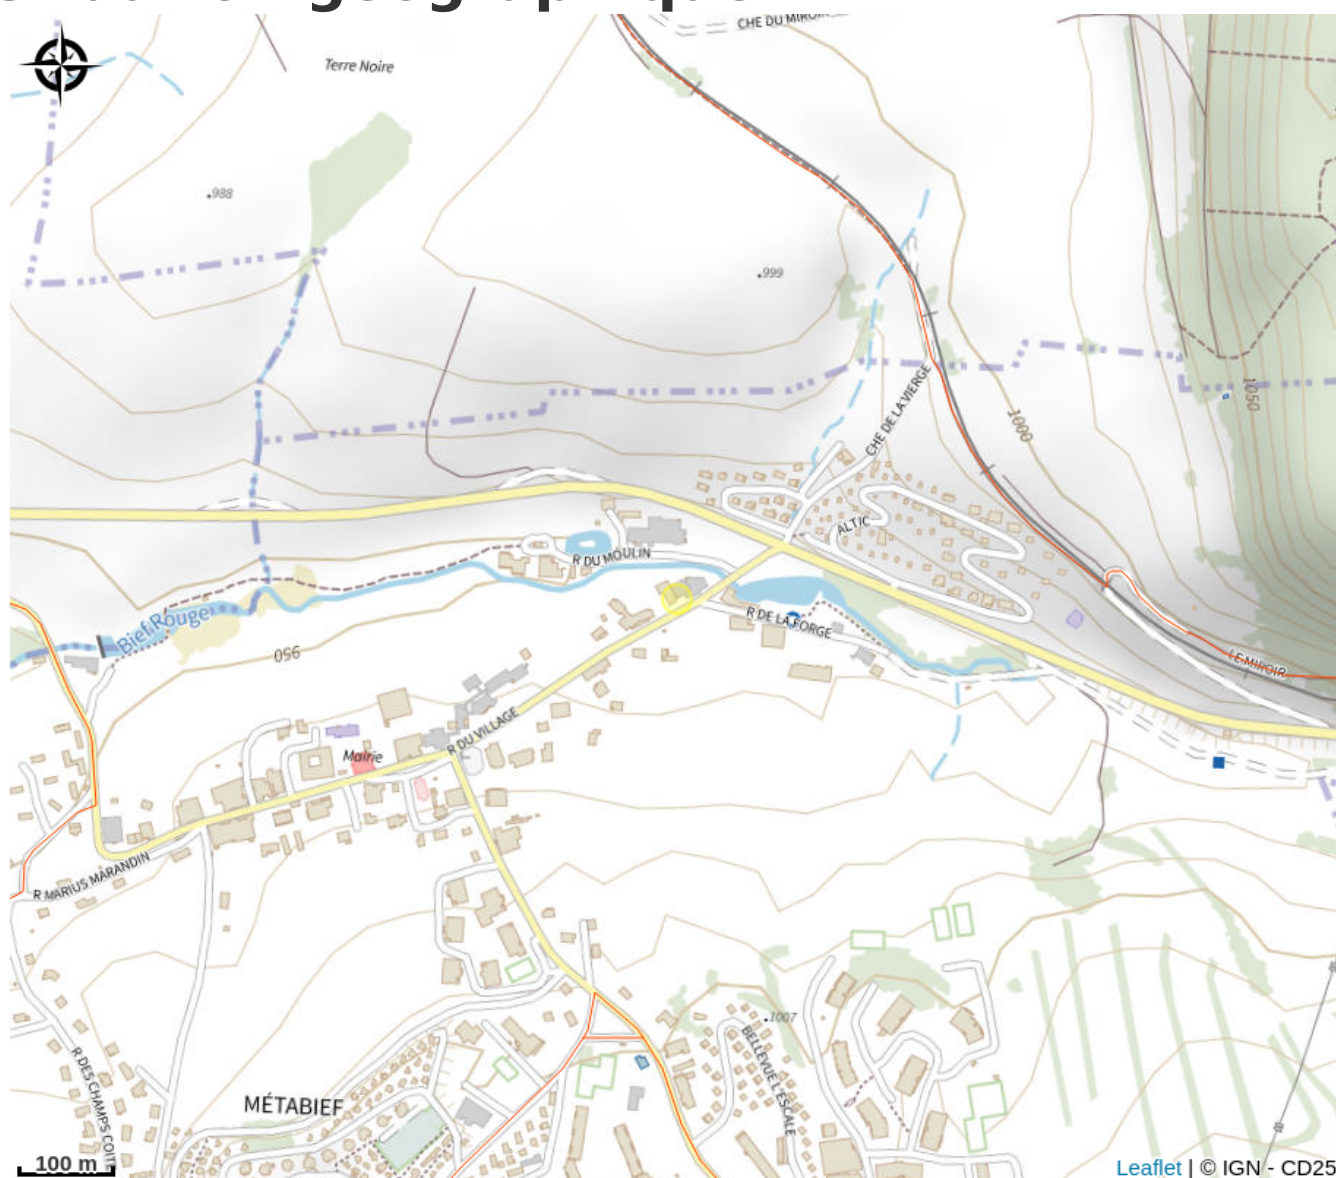 géographique
CHE DU MIROIR
Terre Noire
988
999
CHE DE LA VIERGE
1050
1000
ALTIC
R DU MOULIN
R DE LA FORGE
Bief Rouge
960
LE MIROIR
R DU VILLAGE
Mairie
R MARIUS MARANDIN
1007
BELLEVUE L'ESCALE
R DES CHAMPS COIT
MÉTABIEF
100 m
Leaflet | © IGN - CD25